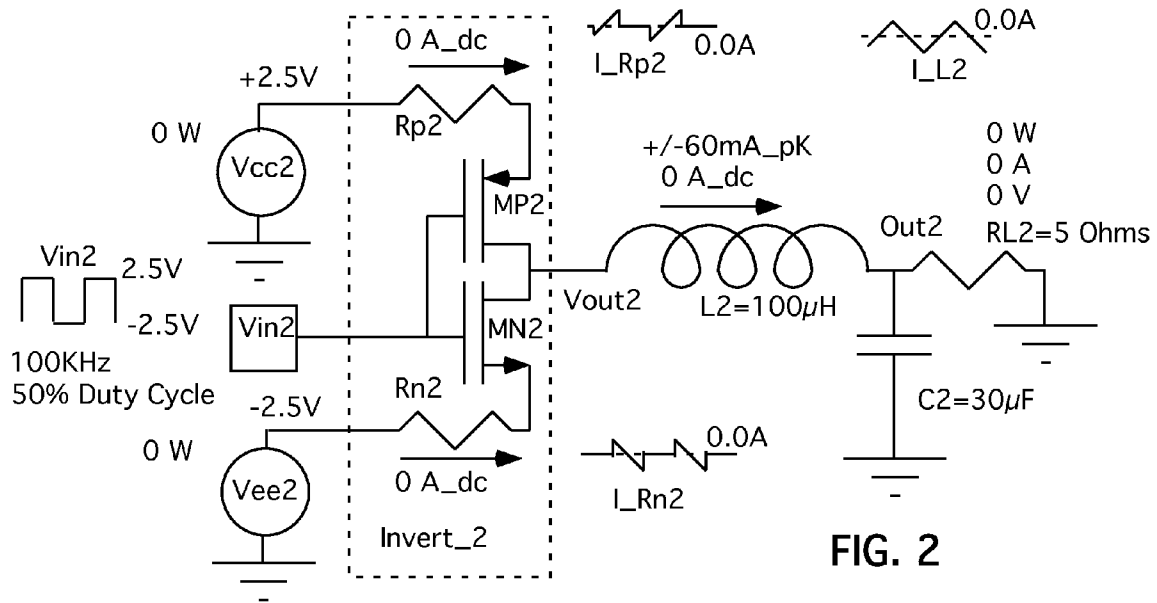 0 A_dc
0.0A
I_Rp2
0.0A
I_L2
+2.5V
Rp2
0 W
Vcc2
MP2
+/-60mA_pK
0 A_dc
0 W
0 A
0 V
Out2
RL2=5 Ohms
Vin2
2.5V
-2.5V
Vin2
MN2
Vout2
L2=100µH
100KHz
50% Duty Cycle
Rn2
-2.5V
C2=30µF
0 W
Vee2
0 A_dc
0.0A
I_Rn2
Invert_2
FIG. 2